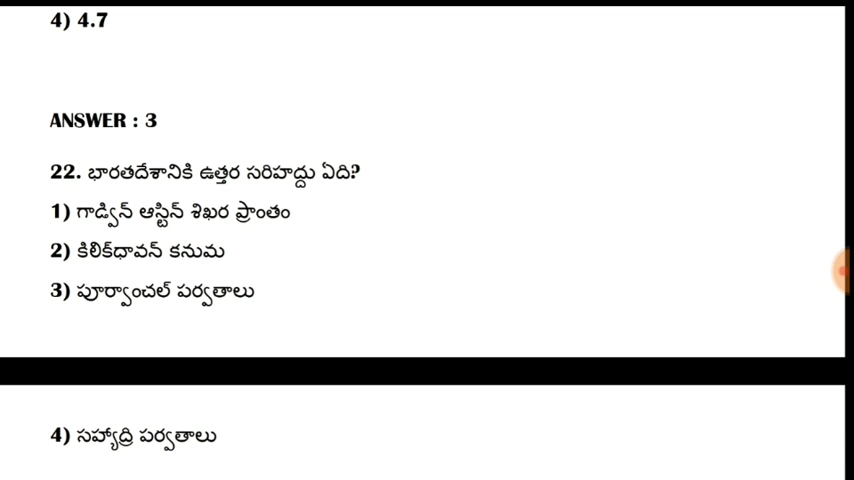 4) 4.7
ANSWER : 3
22. భారతదేశానికి ఉత్తర సరిహద్దు ఏది?
1) గాడ్విన్ ఆస్టిన్ శిఖర ప్రాంతం
2) కిలిక్‌ధావన్ కనుమ
3) పూర్వాంచల్ పర్వతాలు
4) సహ్యాద్రి పర్వతాలు